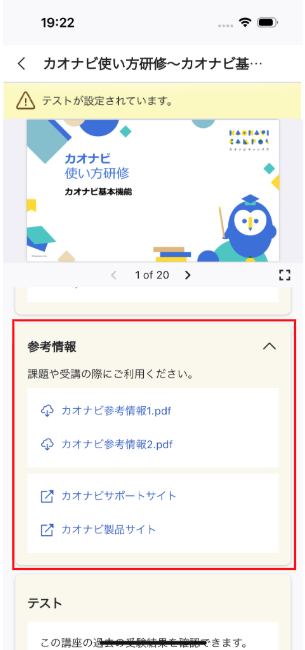 19:22
カオナビ使い方研修〜カオナビ基…
テストが設定されています。
カオナビ
使い方研修
カオナビ基本機能
1 of 20
参考情報
課題や受講の際にご利用ください。
カオナビ参考情報1.pdf
カオナビ参考情報2.pdf
カオナビサポートサイト
カオナビ製品サイト
テスト
この講座の過去の受験結果を確認できます。